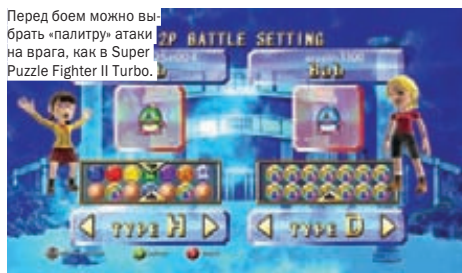 Перед боем можно вы-
брать «палитру» атаки
на врага, как в Super
Puzzle Fighter II Turbo.
2P BATTLE SETTING
Bub
TYPE H
TYPE D